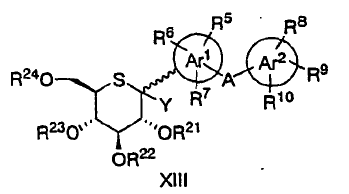 R⁶ R⁵ R⁸
R²⁴O S Ar¹ Ar² R⁹
Y R⁷ A R¹⁰
R²³O OR²¹
OR²²
XIII